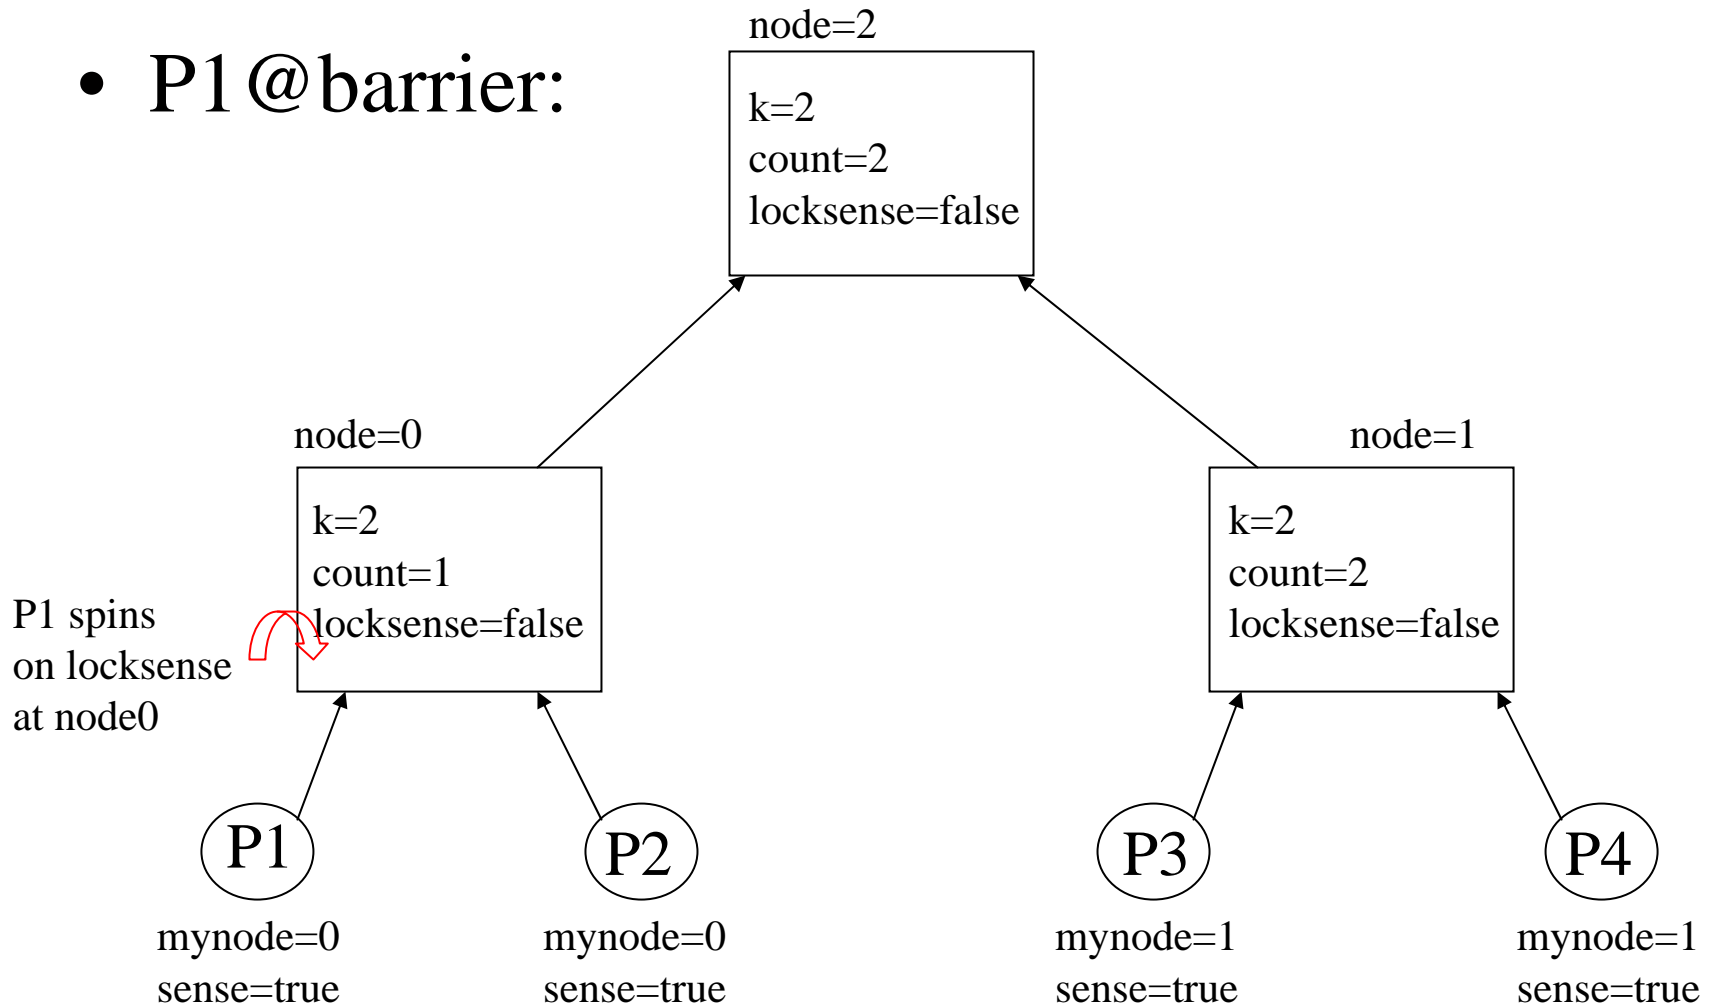 • P1@barrier:
node=2
k=2
count=2
locksense=false
node=0
k=2
count=1
locksense=false
node=1
k=2
count=2
locksense=false
P1 spins
on locksense
at node0
P1
P2
P3
P4
mynode=0
sense=true
mynode=0
sense=true
mynode=1
sense=true
mynode=1
sense=true